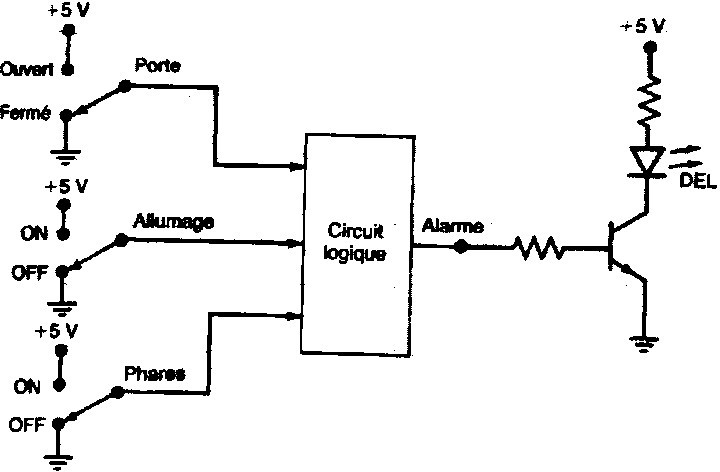 +5 V
Ouvert
Porte
Fermé
+5 V
ON
Allumage
OFF
+5 V
ON
Phares
OFF
Circuit
logique
Alarme
+5 V
DEL